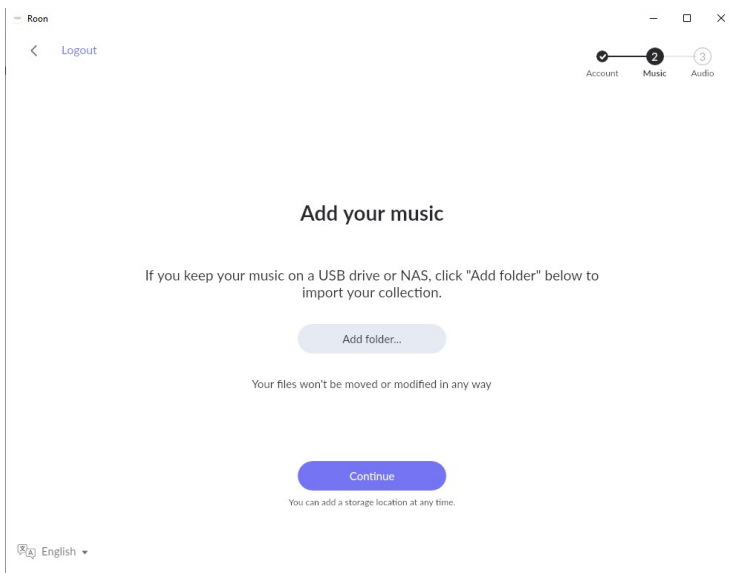 Roon
Logout
2
3
Account
Music
Audio
Add your music
If you keep your music on a USB drive or NAS, click "Add folder" below to
import your collection.
Add folder...
Your files won't be moved or modified in any way
Continue
You can add a storage location at any time.
English